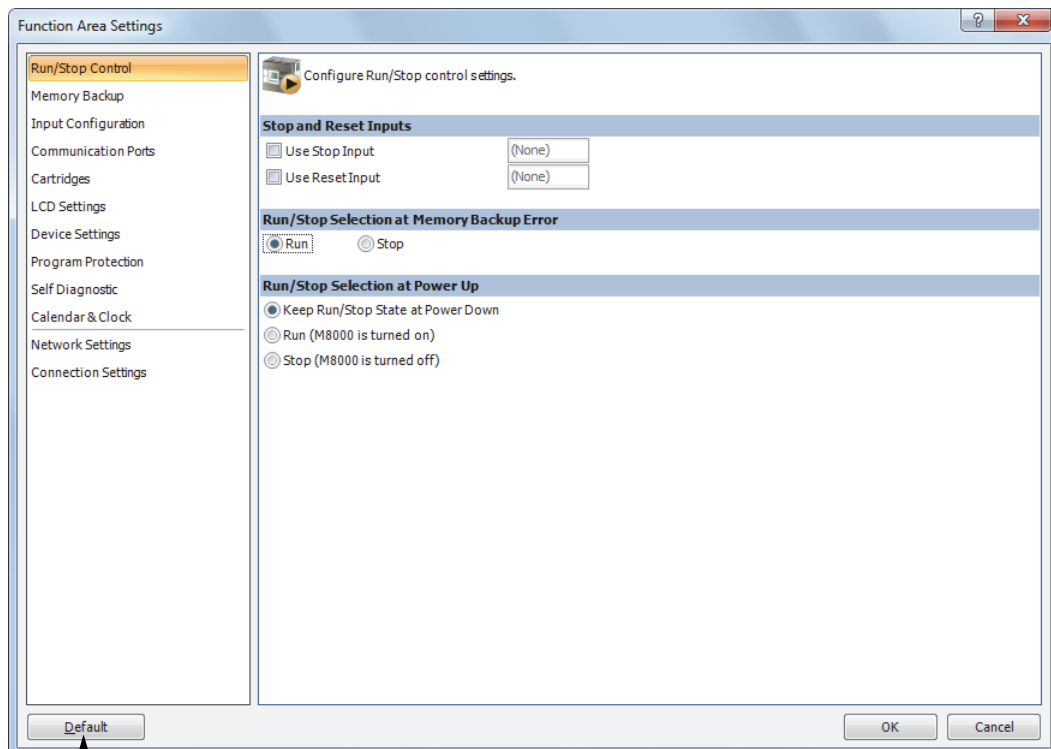 Function Area Settings
?
X
Run/Stop Control
Memory Backup
Input Configuration
Communication Ports
Cartridges
LCD Settings
Device Settings
Program Protection
Self Diagnostic
Calendar & Clock
Network Settings
Connection Settings
Configure Run/Stop control settings.
Stop and Reset Inputs
Use Stop Input (None)
Use Reset Input (None)
Run/Stop Selection at Memory Backup Error
Run Stop
Run/Stop Selection at Power Up
Keep Run/Stop State at Power Down
Run (M8000 is turned on)
Stop (M8000 is turned off)
Default OK Cancel